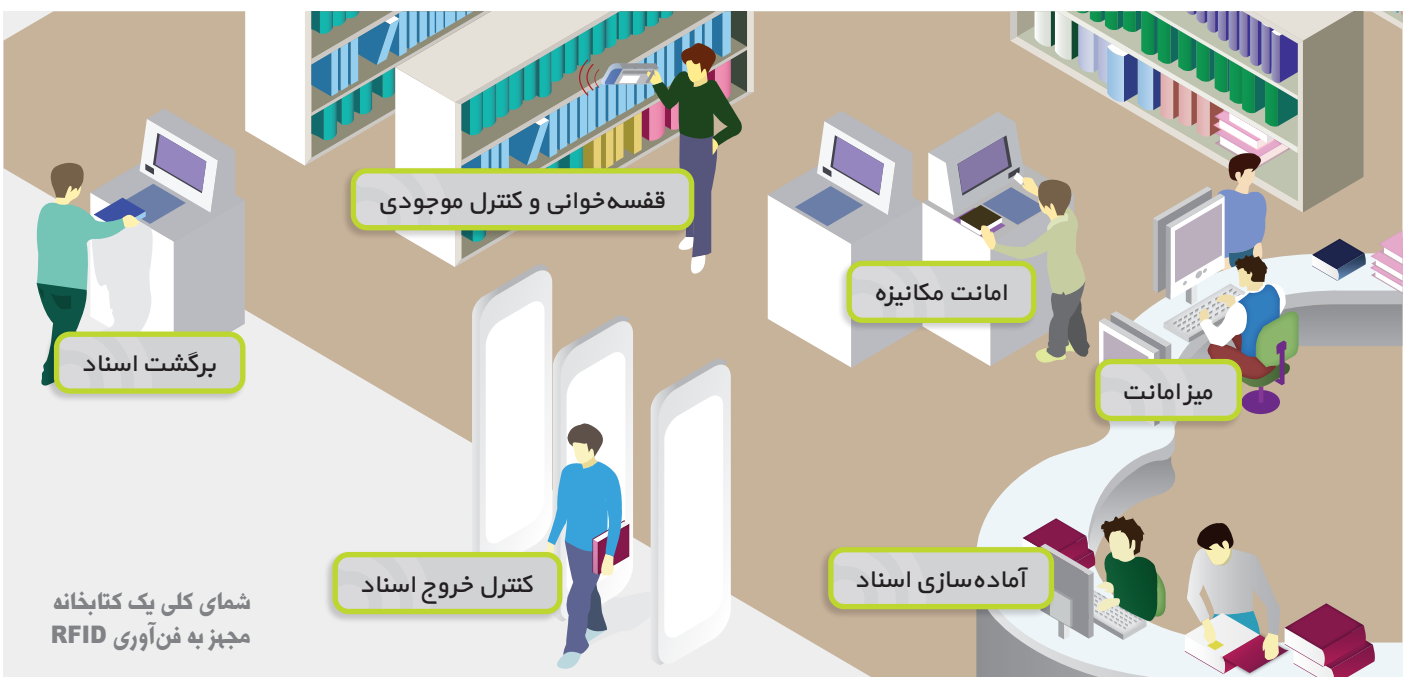 قفسه‌خوانی و کنترل موجودی
امانت مکانیزه
برگشت اسناد
میز امانت
آماده‌سازی اسناد
کنترل خروج اسناد
شمای کلی یک کتابخانه
مجهز به فن‌آوری RFID